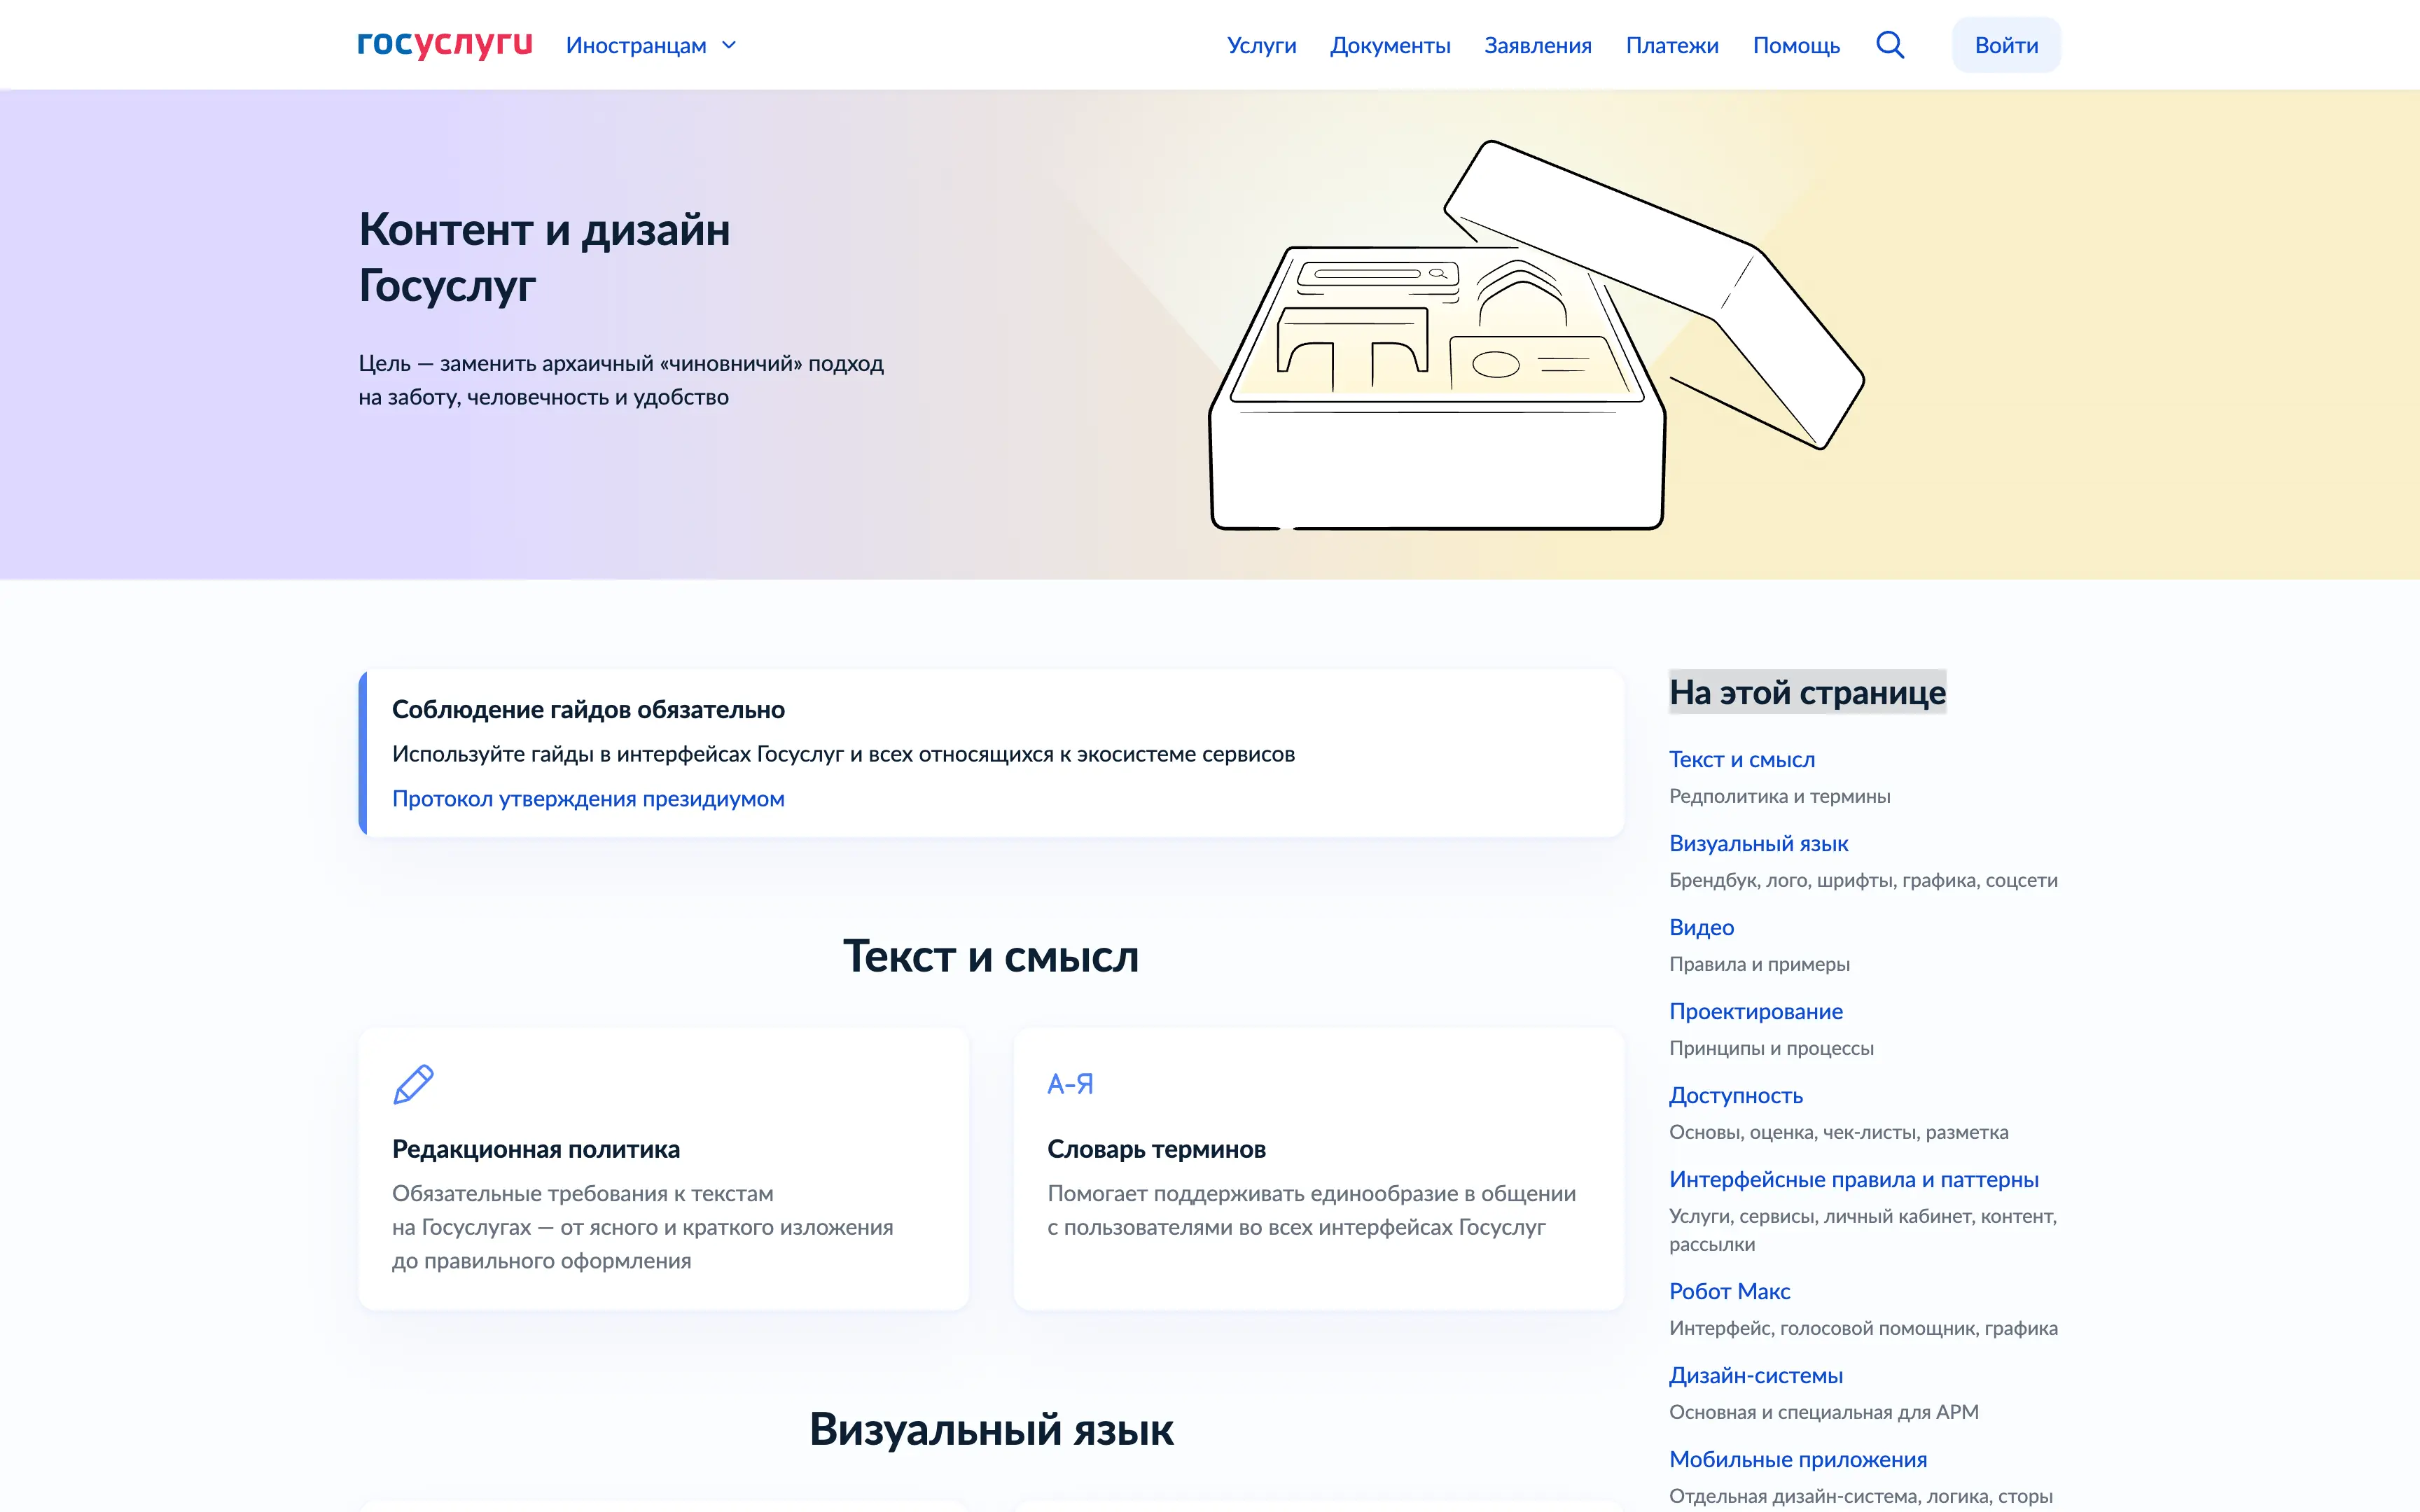 госуслуги
Иностранцам
Услуги
Документы
Заявления
Платежи
Помощь
Войти
Контент и дизайн
Госуслуг
Цель — заменить архаичный «чиновничий» подход
на заботу, человечность и удобство
Соблюдение гайдов обязательно
Используйте гайды в интерфейсах Госуслуг и всех относящихся к экосистеме сервисов
Протокол утверждения президиумом
Текст и смысл
Редакционная политика
Обязательные требования к текстам
на Госуслугах — от ясного и краткого изложения
до правильного оформления
А-Я
Словарь терминов
Помогает поддерживать единообразие в общении
с пользователями во всех интерфейсах Госуслуг
Визуальный язык
На этой странице
Текст и смысл
Редполитика и термины
Визуальный язык
Брендбук, лого, шрифты, графика, соцсети
Видео
Правила и примеры
Проектирование
Принципы и процессы
Доступность
Основы, оценка, чек-листы, разметка
Интерфейсные правила и паттерны
Услуги, сервисы, личный кабинет, контент,
рассылки
Робот Макс
Интерфейс, голосовой помощник, графика
Дизайн-системы
Основная и специальная для АРМ
Мобильные приложения
Отдельная дизайн-система, логика, сторы